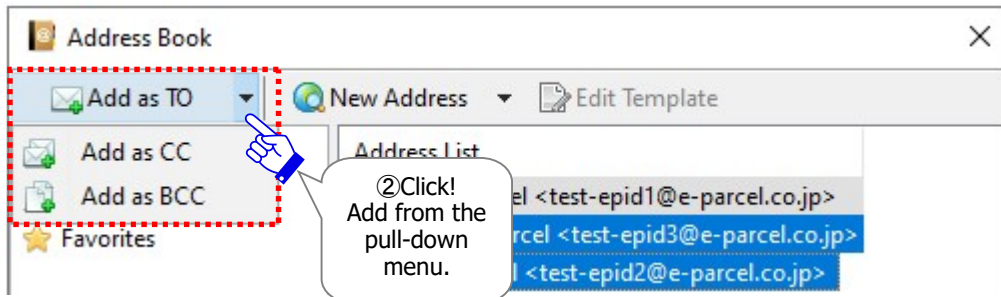 Address Book
Add as TO New Address Edit Template
Add as CC Address List
Add as BCC <test-epid1@e-parcel.co.jp>
Favorites <test-epid3@e-parcel.co.jp>
<test-epid2@e-parcel.co.jp>
②Click!
Add from the
pull-down
menu.